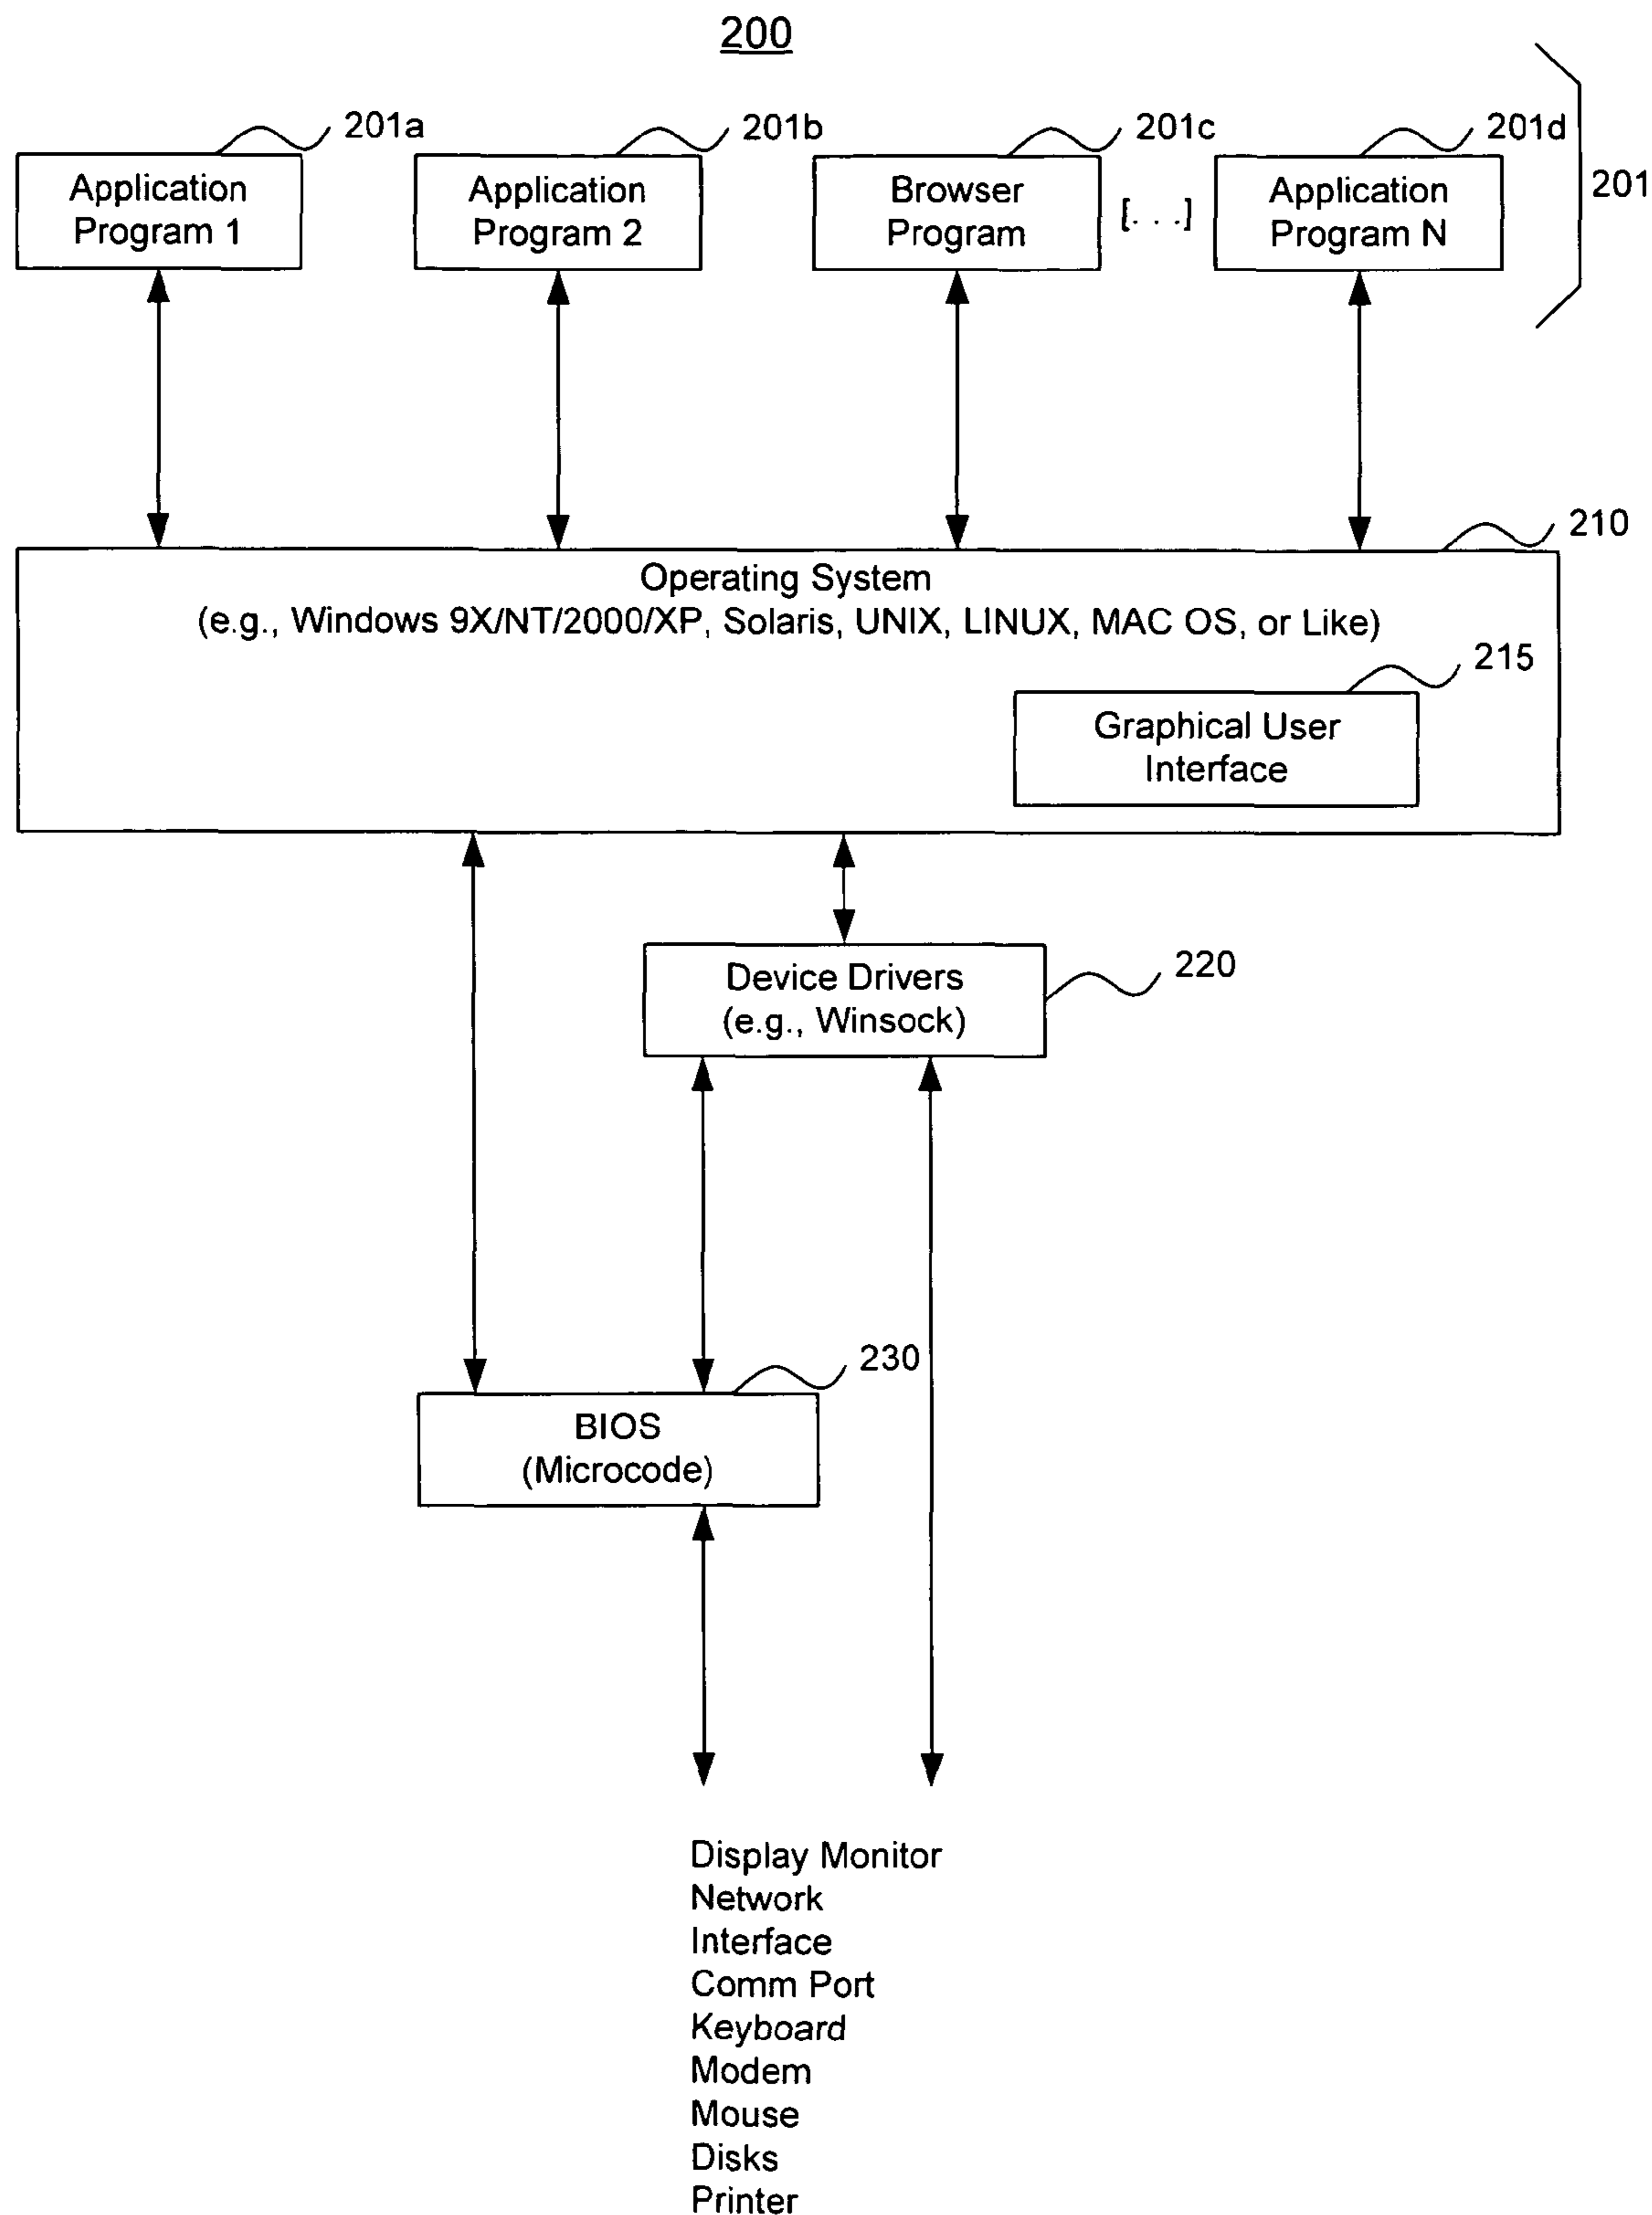 200
201a
201b
201c
201d
201
Application
Program 1
Application
Program 2
Browser
Program
[. . .]
Application
Program N
210
Operating System
(e.g., Windows 9X/NT/2000/XP, Solaris, UNIX, LINUX, MAC OS, or Like)
215
Graphical User
Interface
220
Device Drivers
(e.g., Winsock)
230
BIOS
(Microcode)
Display Monitor
Network
Interface
Comm Port
Keyboard
Modem
Mouse
Disks
Printer